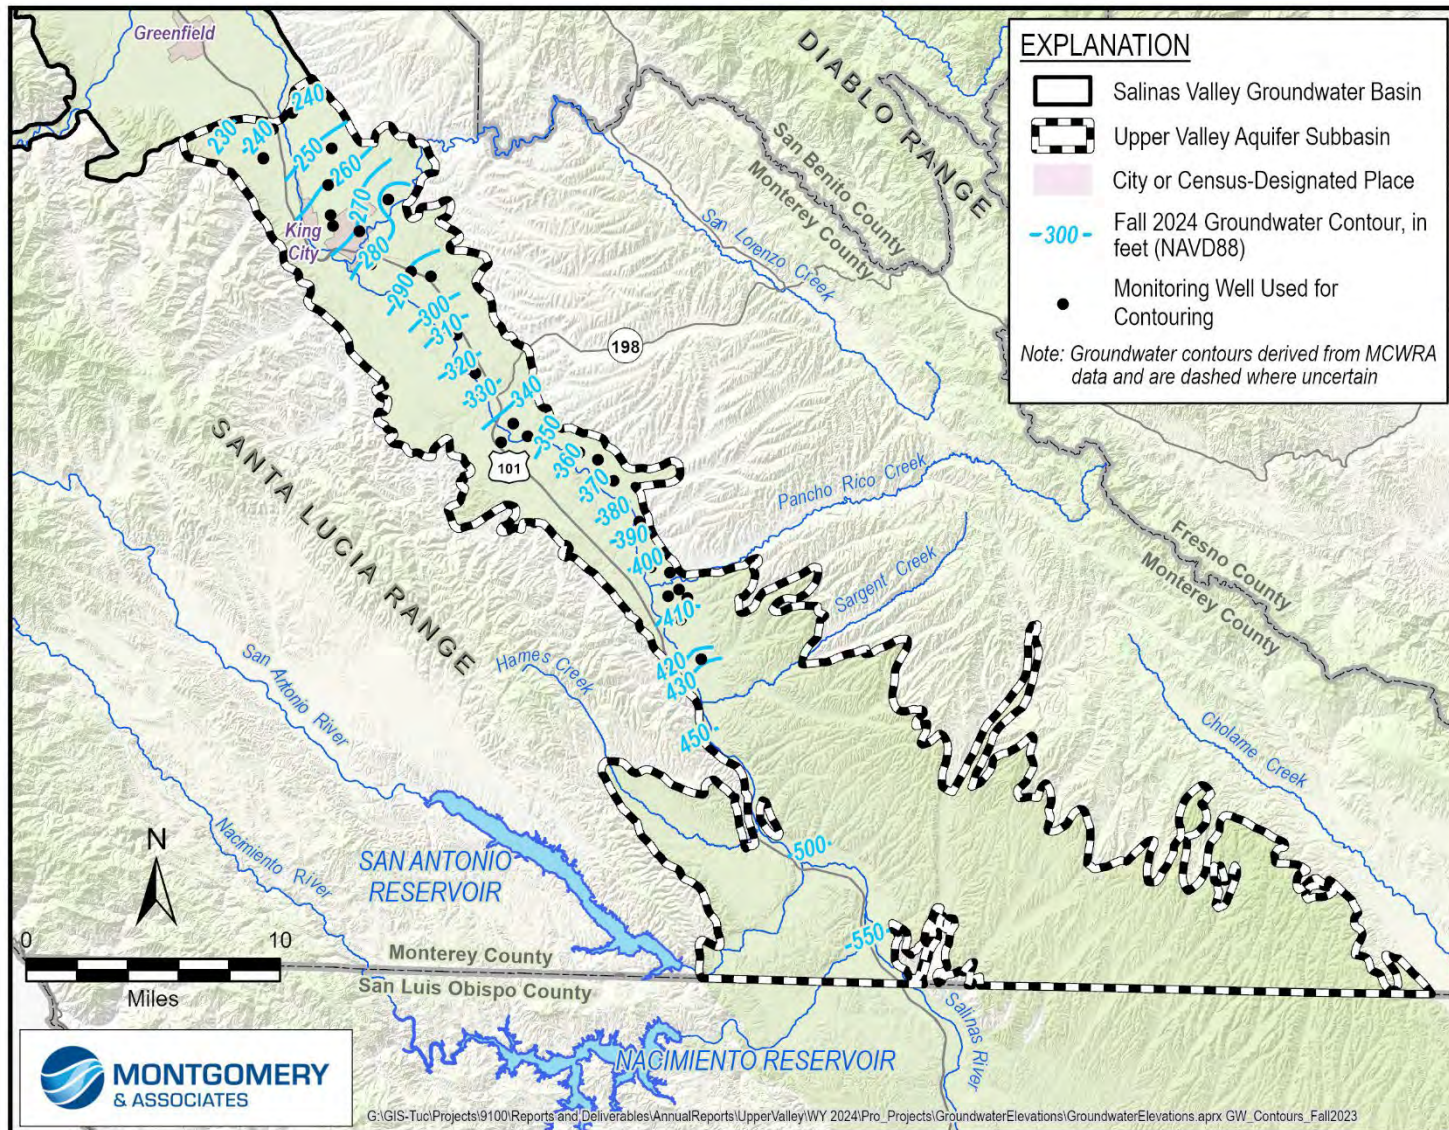 Greenfield
DIABLO RANGE
EXPLANATION
Salinas Valley Groundwater Basin
Upper Valley Aquifer Subbasin
City or Census-Designated Place
-300-
Fall 2024 Groundwater Contour, in
feet (NAVD88)
Monitoring Well Used for
Contouring
Note: Groundwater contours derived from MCWRA
data and are dashed where uncertain
240
230
-240-
250
260
270
280
290
300
-310-
-320-
-330-
340
350
360
-370-
-380-
-390-
-400-
410-
420
430
450-
500-
-550-
King
City
San Benito County
Monterey County
San Lorenzo Creek
198
101
SANTA LUCIA RANGE
Pancho Rico Creek
Sargent Creek
Fresno County
Monterey County
Hames Creek
San Antonio
River
Cholame Creek
Nacimiento River
SAN ANTONIO
RESERVOIR
N
0
10
Miles
Monterey County
San Luis Obispo County
Salinas River
NACIMIENTO RESERVOIR
MONTGOMERY
& ASSOCIATES
G:\GIS-Tuc\Projects\9100\Reports and Deliverables\AnnualReports\UpperValley\WY 2024\Pro_Projects\GroundwaterElevations\GroundwaterElevations.aprx GW_Contours_Fall2023